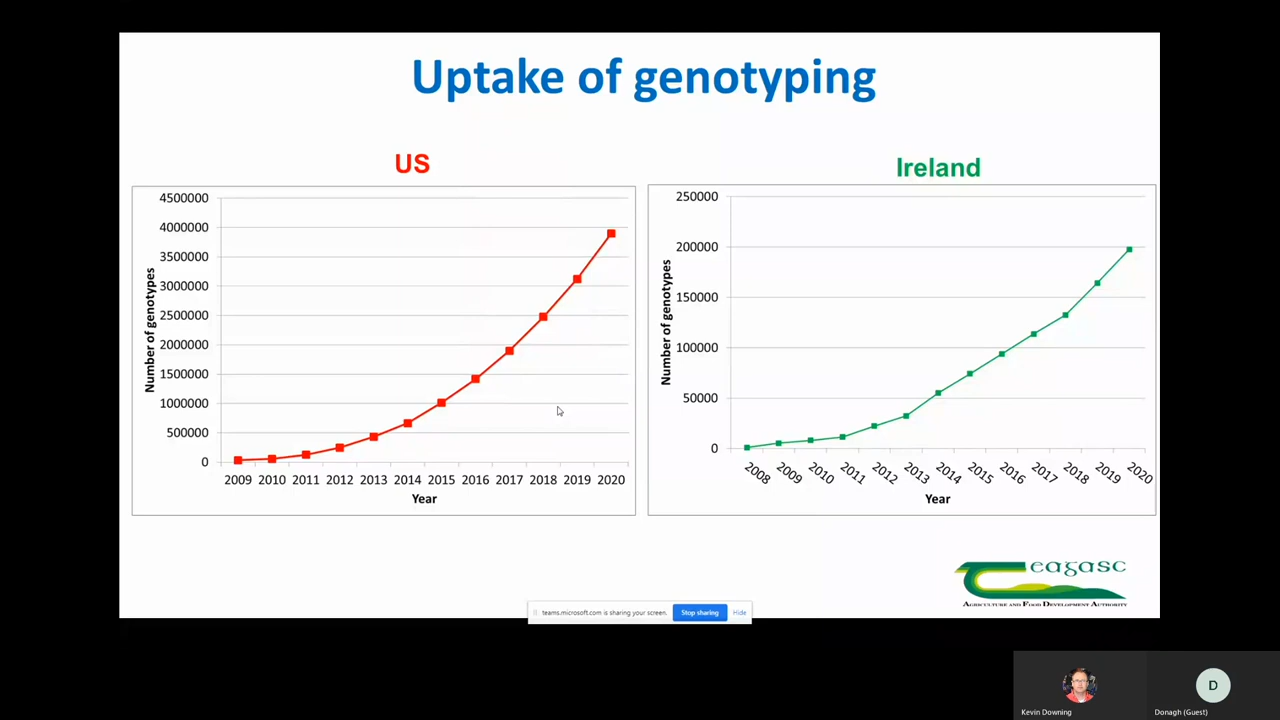 Uptake of genotyping
US
4500000
4000000
3500000
3000000
2500000
2000000
1500000
1000000
500000
0
Number of genotypes
2009 2010 2011 2012 2013 2014 2015 2016 2017 2018 2019 2020
Year
Ireland
250000
200000
150000
100000
50000
0
Number of genotypes
2008 2009 2010 2011 2012 2013 2014 2015 2016 2017 2018 2019 2020
Year
eagasc
AGRICULTURE AND FOOD DEVELOPMENT AUTHORITY
teams.microsoft.com is sharing your screen. Stop sharing Hide
D
Kevin Downing Donagh (Guest)